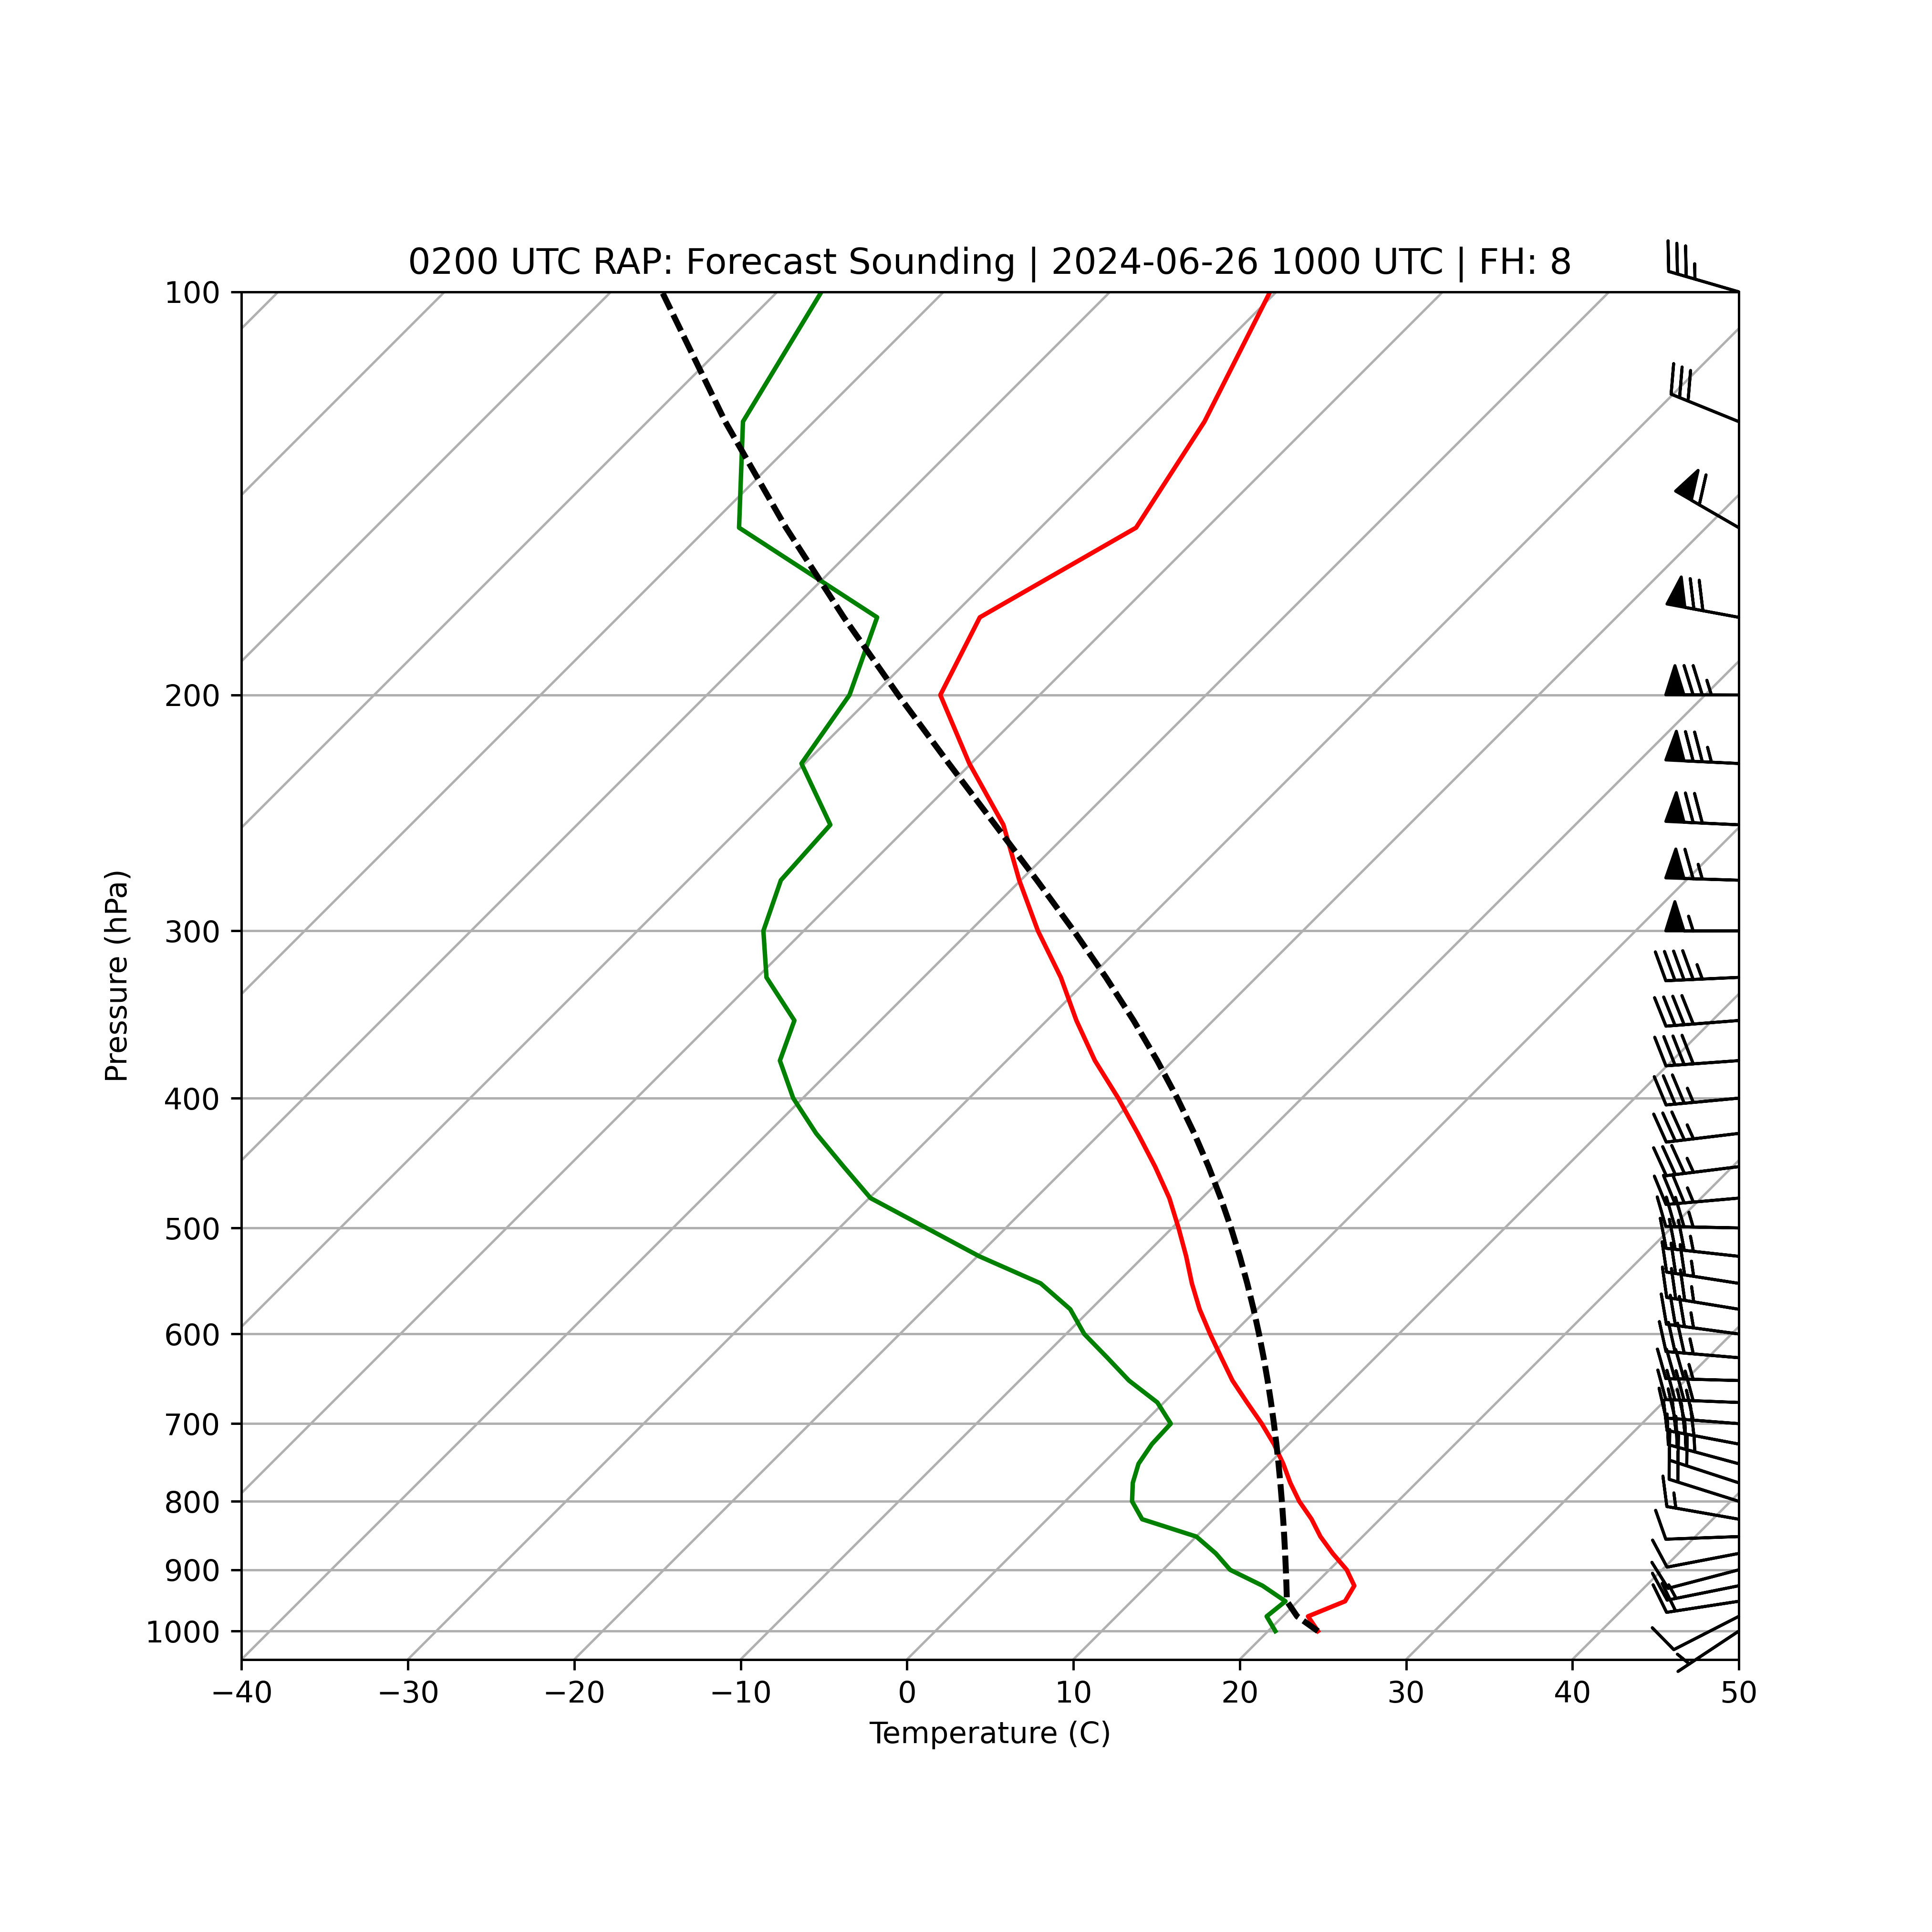 0200 UTC RAP: Forecast Sounding | 2024-06-26 1000 UTC | FH: 8
100
200
300
400
500
600
700
800
900
1000
Pressure (hPa)
−40 −30 −20 −10 0 10 20 30 40 50
Temperature (C)